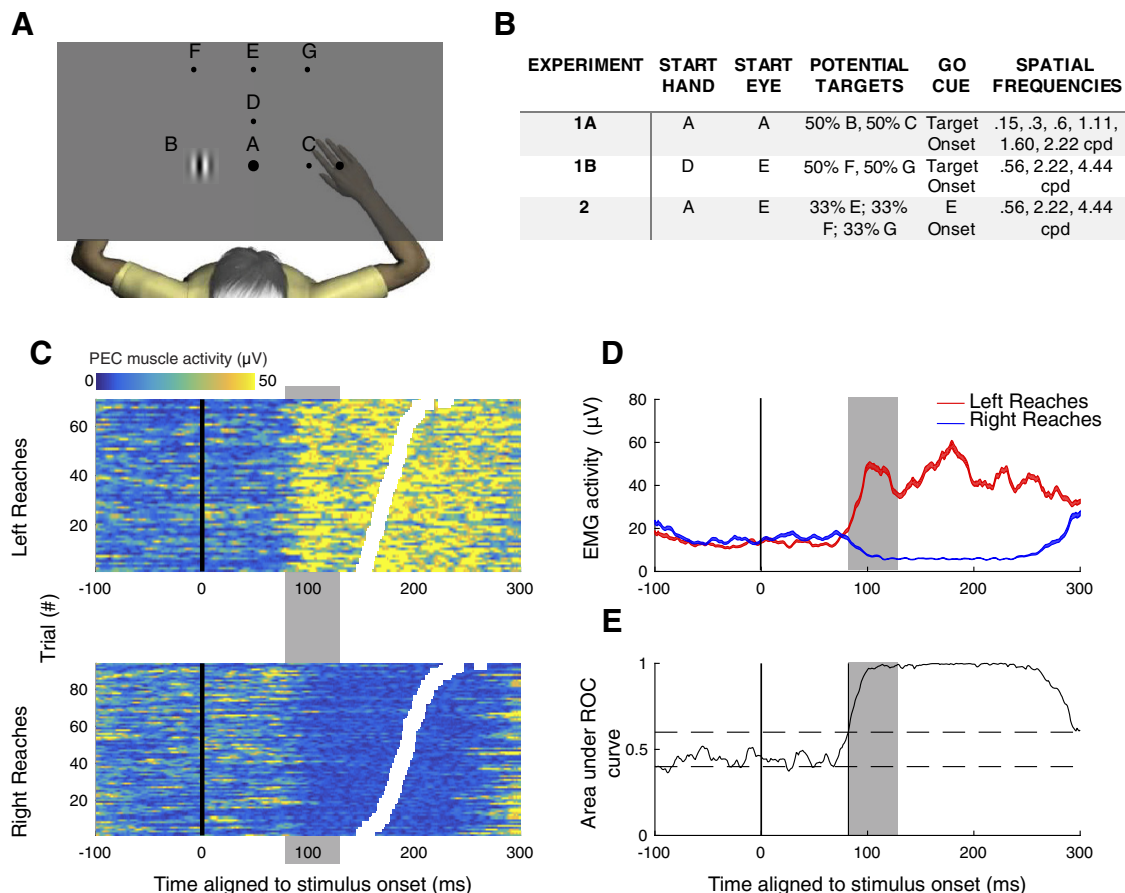 A
F E G
D
B A C
B
EXPERIMENT START HAND START EYE POTENTIAL TARGETS GO CUE SPATIAL FREQUENCIES
1A A A 50% B, 50% C Target Onset .15, .3, .6, 1.11, 1.60, 2.22 cpd
1B D E 50% F, 50% G Target Onset .56, 2.22, 4.44 cpd
2 A E 33% E; 33% F; 33% G E Onset .56, 2.22, 4.44 cpd
C
PEC muscle activity (µV)
0 50
Left Reaches
60
40
20
-100 0 100 200 300
Trial (#)
Right Reaches
80
60
40
20
-100 0 100 200 300
Time aligned to stimulus onset (ms)
D
EMG activity (µV)
80
60
40
20
0
Left Reaches
Right Reaches
-100 0 100 200 300
E
Area under ROC
curve
1
0.5
0
-100 0 100 200 300
Time aligned to stimulus onset (ms)